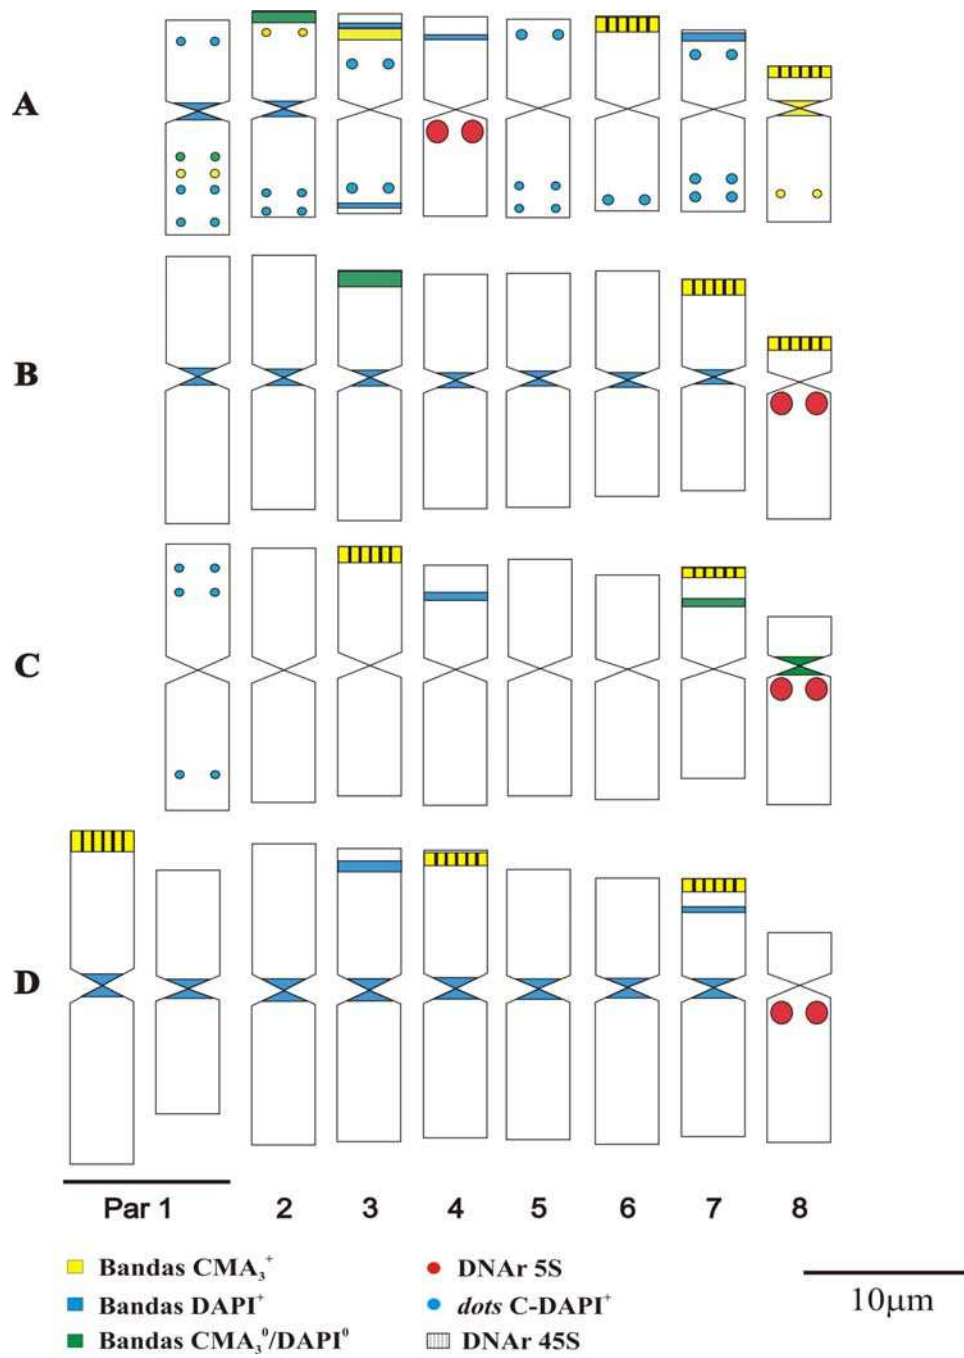 A
B
C
D
Par 1 2 3 4 5 6 7 8
Bandas CMA₃⁺
Bandas DAPI⁺
Bandas CMA₃⁰/DAPI⁰
DNAr 5S
dots C-DAPI⁺
DNAr 45S
10µm